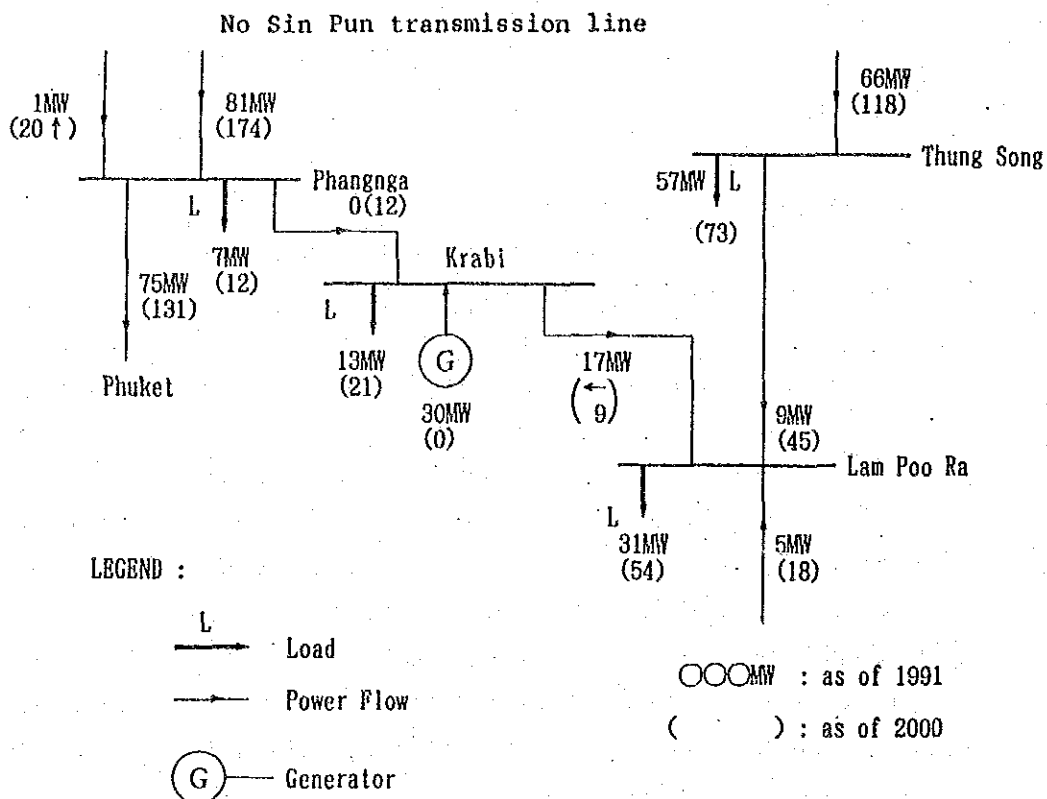 No Sin Pun transmission line
1MW
(20↑)
81MW
(174)
66MW
(118)
Thung Song
57MW L
(73)
Phangnga
0(12)
L
7MW
(12)
75MW
(131)
Phuket
Krabi
L
13MW
(21)
G
30MW
(0)
17MW
(← 9)
9MW
(45)
Lam Poo Ra
L
31MW
(54)
5MW
(18)
LEGEND :
L
Load
Power Flow
G Generator
○○○MW : as of 1991
( ) : as of 2000